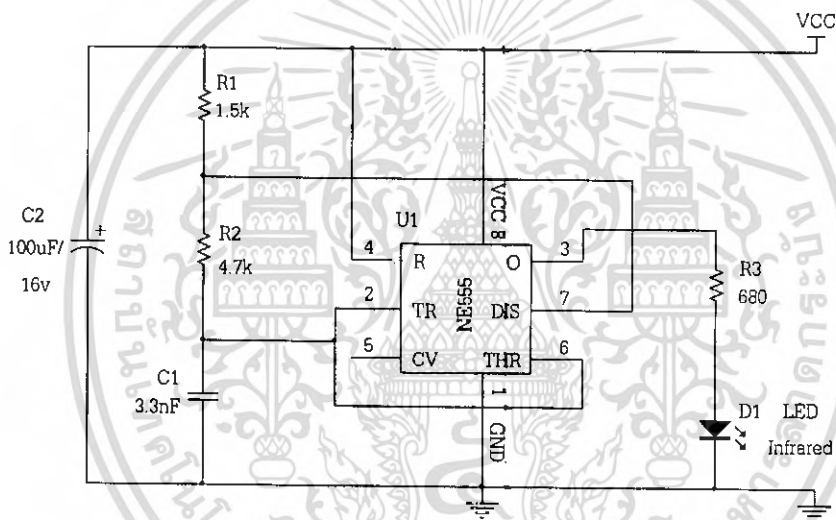 VCC
R1
1.5k
C2
+
100uF/
16v
R2
4.7k
U1
VCC 8
4
R
O
3
R3
680
2
TR
NE555
DIS
7
5
CV
THR
6
C1
3.3nF
1
GND
D1
LED
Infrared